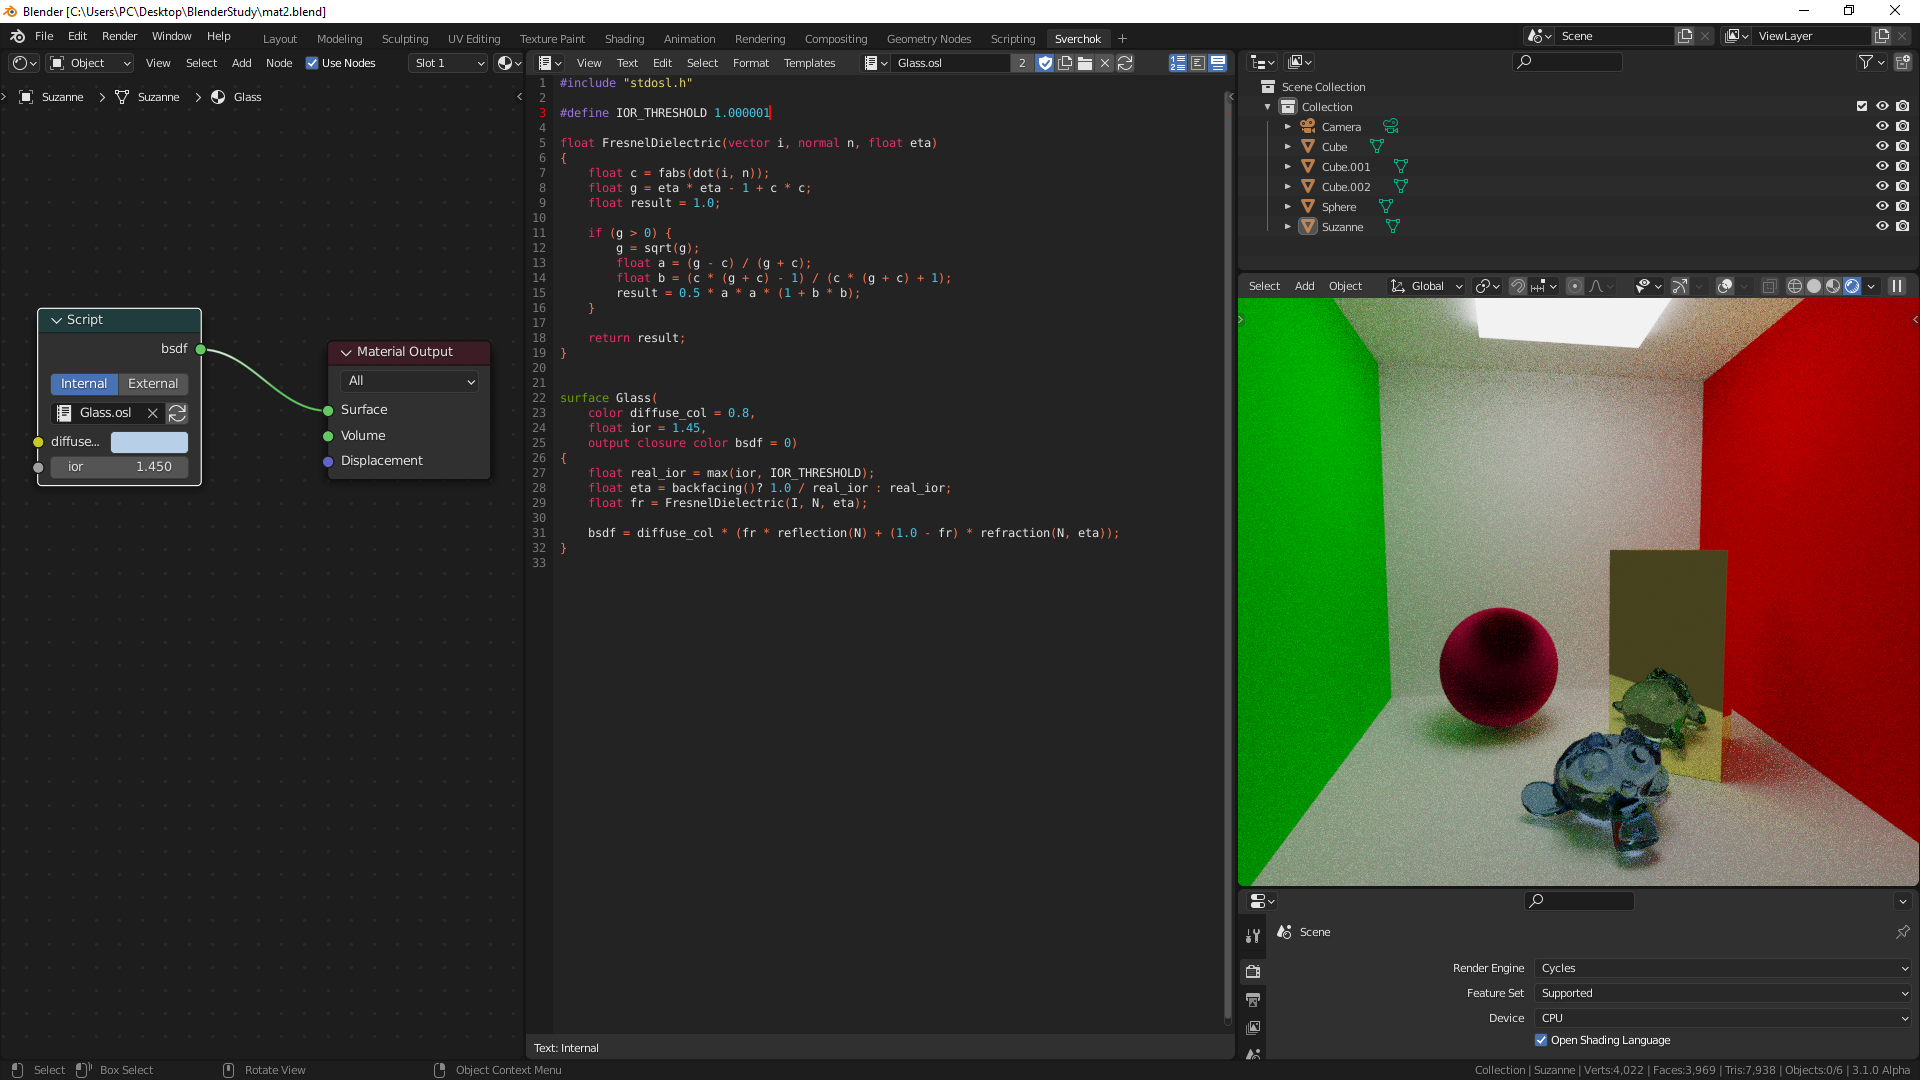 Blender [C:\Users\PC\Desktop\BlenderStudy\mat2.blend]
File Edit Render Window Help Layout Modeling Sculpting UV Editing Texture Paint Shading Animation Rendering Compositing Geometry Nodes Scripting Sverchok + Scene ViewLayer
Object View Select Add Node Use Nodes Slot 1
Suzanne > Suzanne > Glass
Script
bsdf
Internal External
Glass.osl
diffuse...
ior 1.450
Material Output
All
Surface
Volume
Displacement
View Text Edit Select Format Templates Glass.osl 2
1 #include "stdosl.h"
2
3 #define IOR_THRESHOLD 1.000001
4
5 float FresnelDielectric(vector i, normal n, float eta)
6 {
7 float c = fabs(dot(i, n));
8 float g = eta * eta - 1 + c * c;
9 float result = 1.0;
10
11 if (g > 0) {
12 g = sqrt(g);
13 float a = (g - c) / (g + c);
14 float b = (c * (g + c) - 1) / (c * (g + c) + 1);
15 result = 0.5 * a * a * (1 + b * b);
16 }
17
18 return result;
19 }
20
21
22 surface Glass(
23 color diffuse_col = 0.8,
24 float ior = 1.45,
25 output closure color bsdf = 0)
26 {
27 float real_ior = max(ior, IOR_THRESHOLD);
28 float eta = backfacing()? 1.0 / real_ior : real_ior;
29 float fr = FresnelDielectric(I, N, eta);
30
31 bsdf = diffuse_col * (fr * reflection(N) + (1.0 - fr) * refraction(N, eta));
32 }
33
Text: Internal
Scene Collection
Collection
Camera
Cube
Cube.001
Cube.002
Sphere
Suzanne
Select Add Object Global
Scene
Render Engine Cycles
Feature Set Supported
Device CPU
Open Shading Language
Select Box Select Rotate View Object Context Menu
Collection | Suzanne | Verts:4,022 | Faces:3,969 | Tris:7,938 | Objects:0/6 | 3.1.0 Alpha